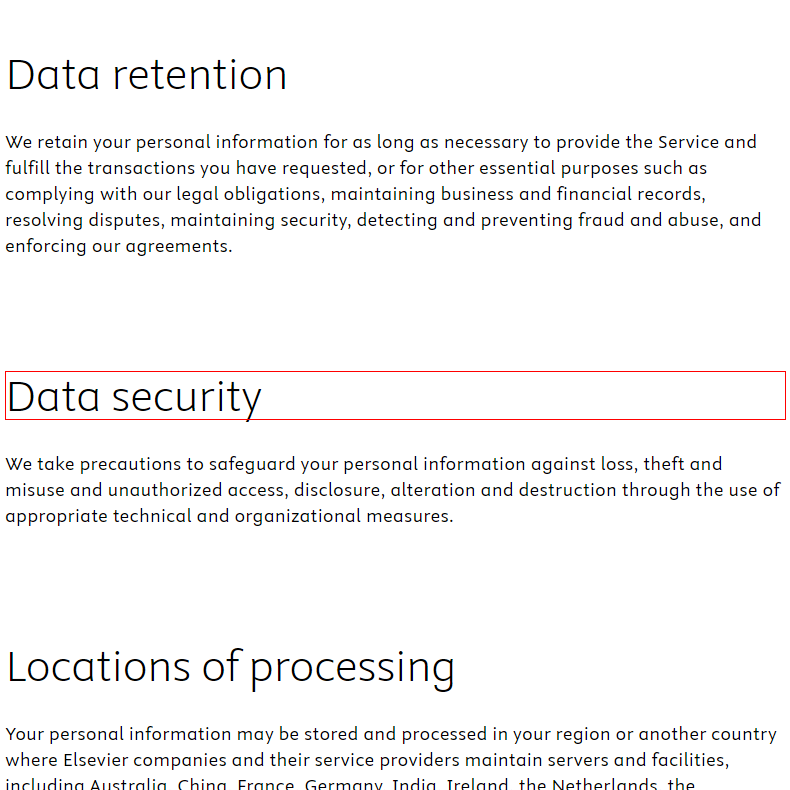 Data retention
We retain your personal information for as long as necessary to provide the Service and
fulfill the transactions you have requested, or for other essential purposes such as
complying with our legal obligations, maintaining business and financial records,
resolving disputes, maintaining security, detecting and preventing fraud and abuse, and
enforcing our agreements.
Data security
We take precautions to safeguard your personal information against loss, theft and
misuse and unauthorized access, disclosure, alteration and destruction through the use of
appropriate technical and organizational measures.
Locations of processing
Your personal information may be stored and processed in your region or another country
where Elsevier companies and their service providers maintain servers and facilities,
including Australia, China, France, Germany, India, Ireland, the Netherlands, the